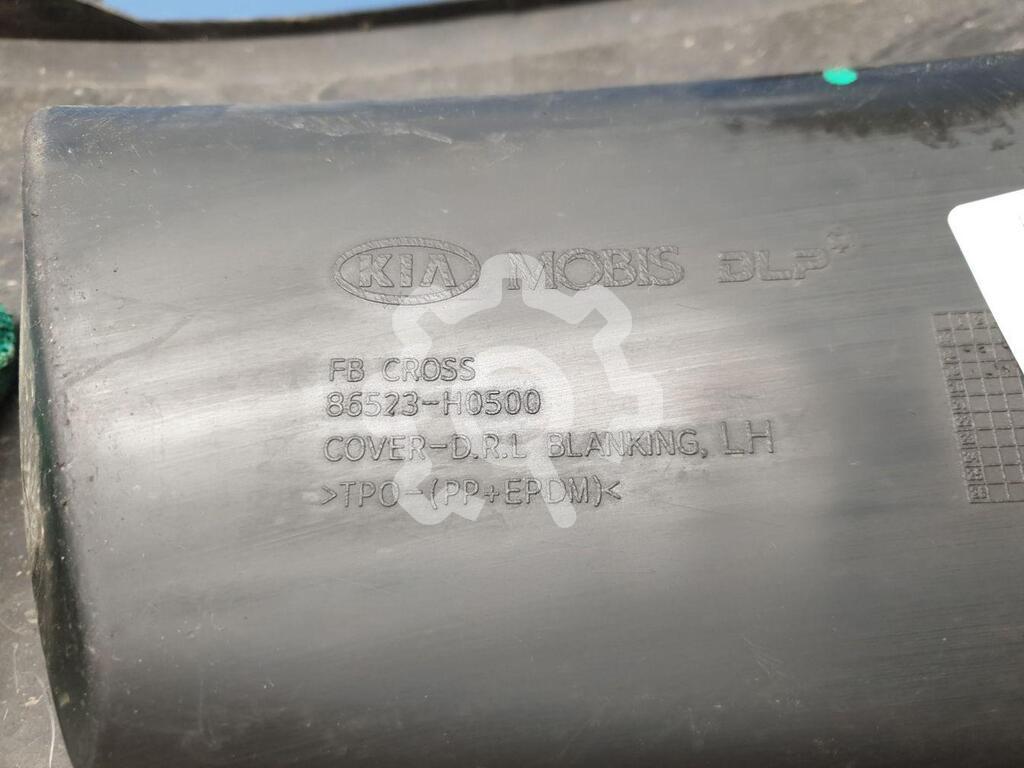 KIA MOBIS DLP
FB CROSS
86523-H0500
COVER-D.R.L BLANKING, LH
>TPO-(PP+EPDM)<